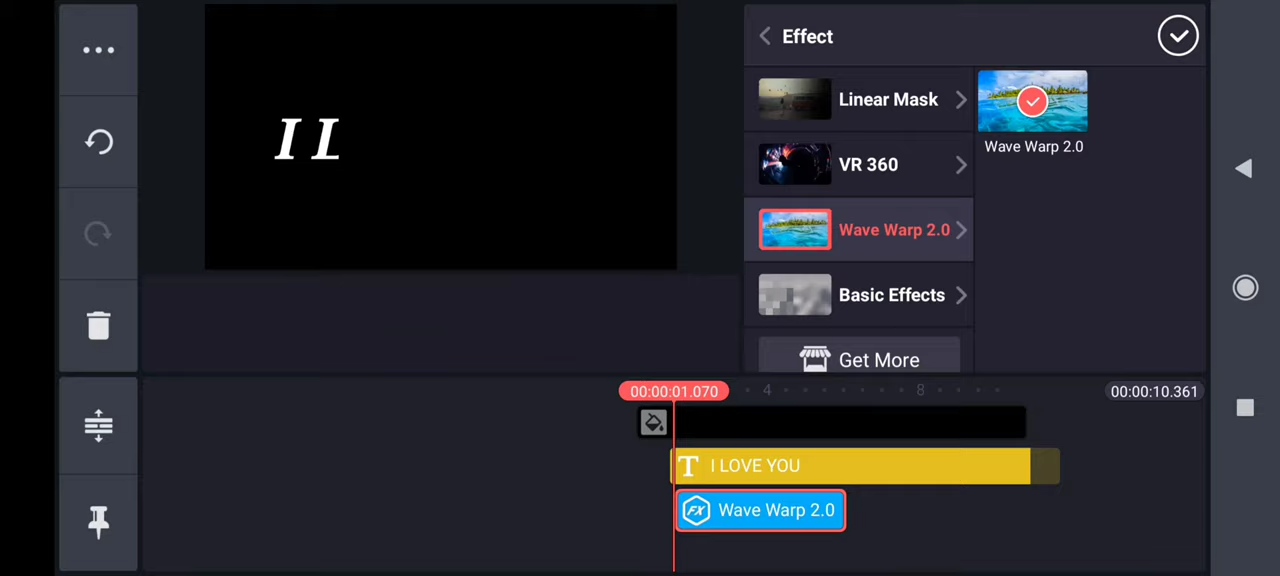 Effect
I L
Linear Mask
VR 360
Wave Warp 2.0
Basic Effects
Get More
Wave Warp 2.0
00:00:01.070
4
8
00:00:10.361
T I LOVE YOU
FX Wave Warp 2.0